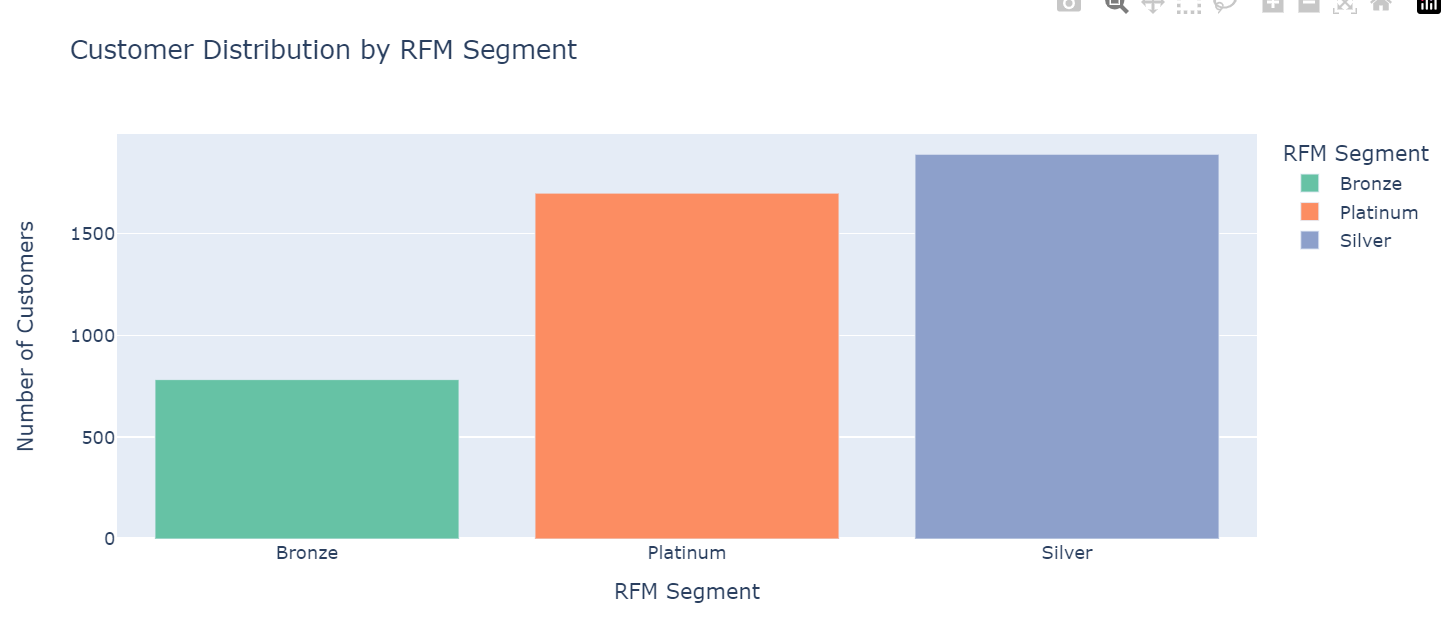 Customer Distribution by RFM Segment
Number of Customers
1500
1000
500
0
Bronze
Platinum
Silver
RFM Segment
RFM Segment
Bronze
Platinum
Silver